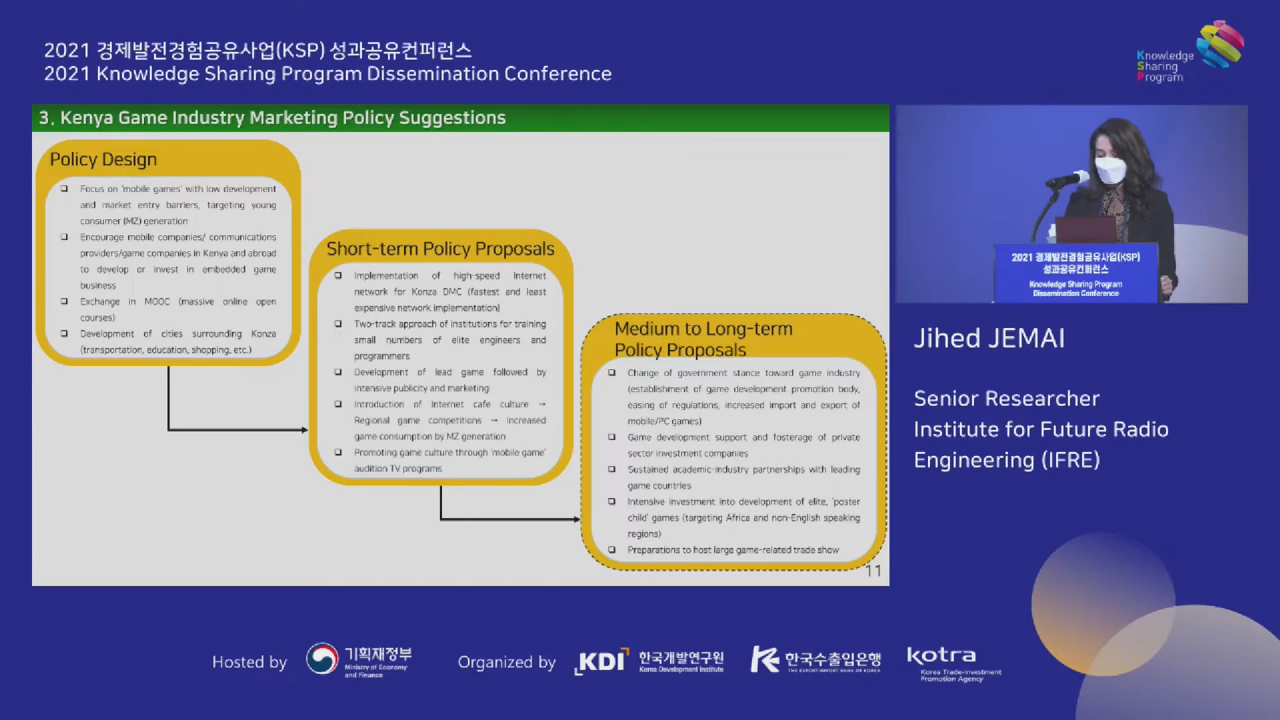 2021 경제발전경험공유사업(KSP) 성과공유컨퍼런스
2021 Knowledge Sharing Program Dissemination Conference
Knowledge
Sharing
Program
3. Kenya Game Industry Marketing Policy Suggestions
Policy Design
❑ Focus on 'mobile games' with low development
and market entry barriers, targeting young
consumer (MZ) generation
❑ Encourage mobile companies/ communications
providers/game companies in Kenya and abroad
to develop or invest in embedded game
business
❑ Exchange in MOOC (massive online open
courses)
❑ Development of cities surrounding Konza
(transportation, education, shopping, etc.)
Short-term Policy Proposals
❑ Implementation of high-speed Internet
network for Konza DMC (fastest and least
expensive network implementation)
❑ Two-track approach of institutions for training
small numbers of elite engineers and
programmers
❑ Development of lead game followed by
intensive publicity and marketing
❑ Introduction of Internet cafe culture →
Regional game competitions → increased
game consumption by MZ generation
❑ Promoting game culture through 'mobile game'
audition TV programs
Medium to Long-term
Policy Proposals
❑ Change of government stance toward game industry
(establishment of game development promotion body,
easing of regulations, increased import and export of
mobile/PC games)
❑ Game development support and fosterage of private
sector investment companies
❑ Sustained academic-industry partnerships with leading
game countries
❑ Intensive investment into development of elite, 'poster
child' games (targeting Africa and non-English speaking
regions)
❑ Preparations to host large game-related trade show
11
2021 경제발전경험공유사업(KSP)
성과공유컨퍼런스
Knowledge Sharing Program
Dissemination Conference
Jihed JEMAI
Senior Researcher
Institute for Future Radio
Engineering (IFRE)
Hosted by
기획재정부
Ministry of Economy
and Finance
Organized by
KDI 한국개발연구원
Korea Development Institute
한국수출입은행
THE EXPORT-IMPORT BANK OF KOREA
kotra
Korea Trade-Investment
Promotion Agency